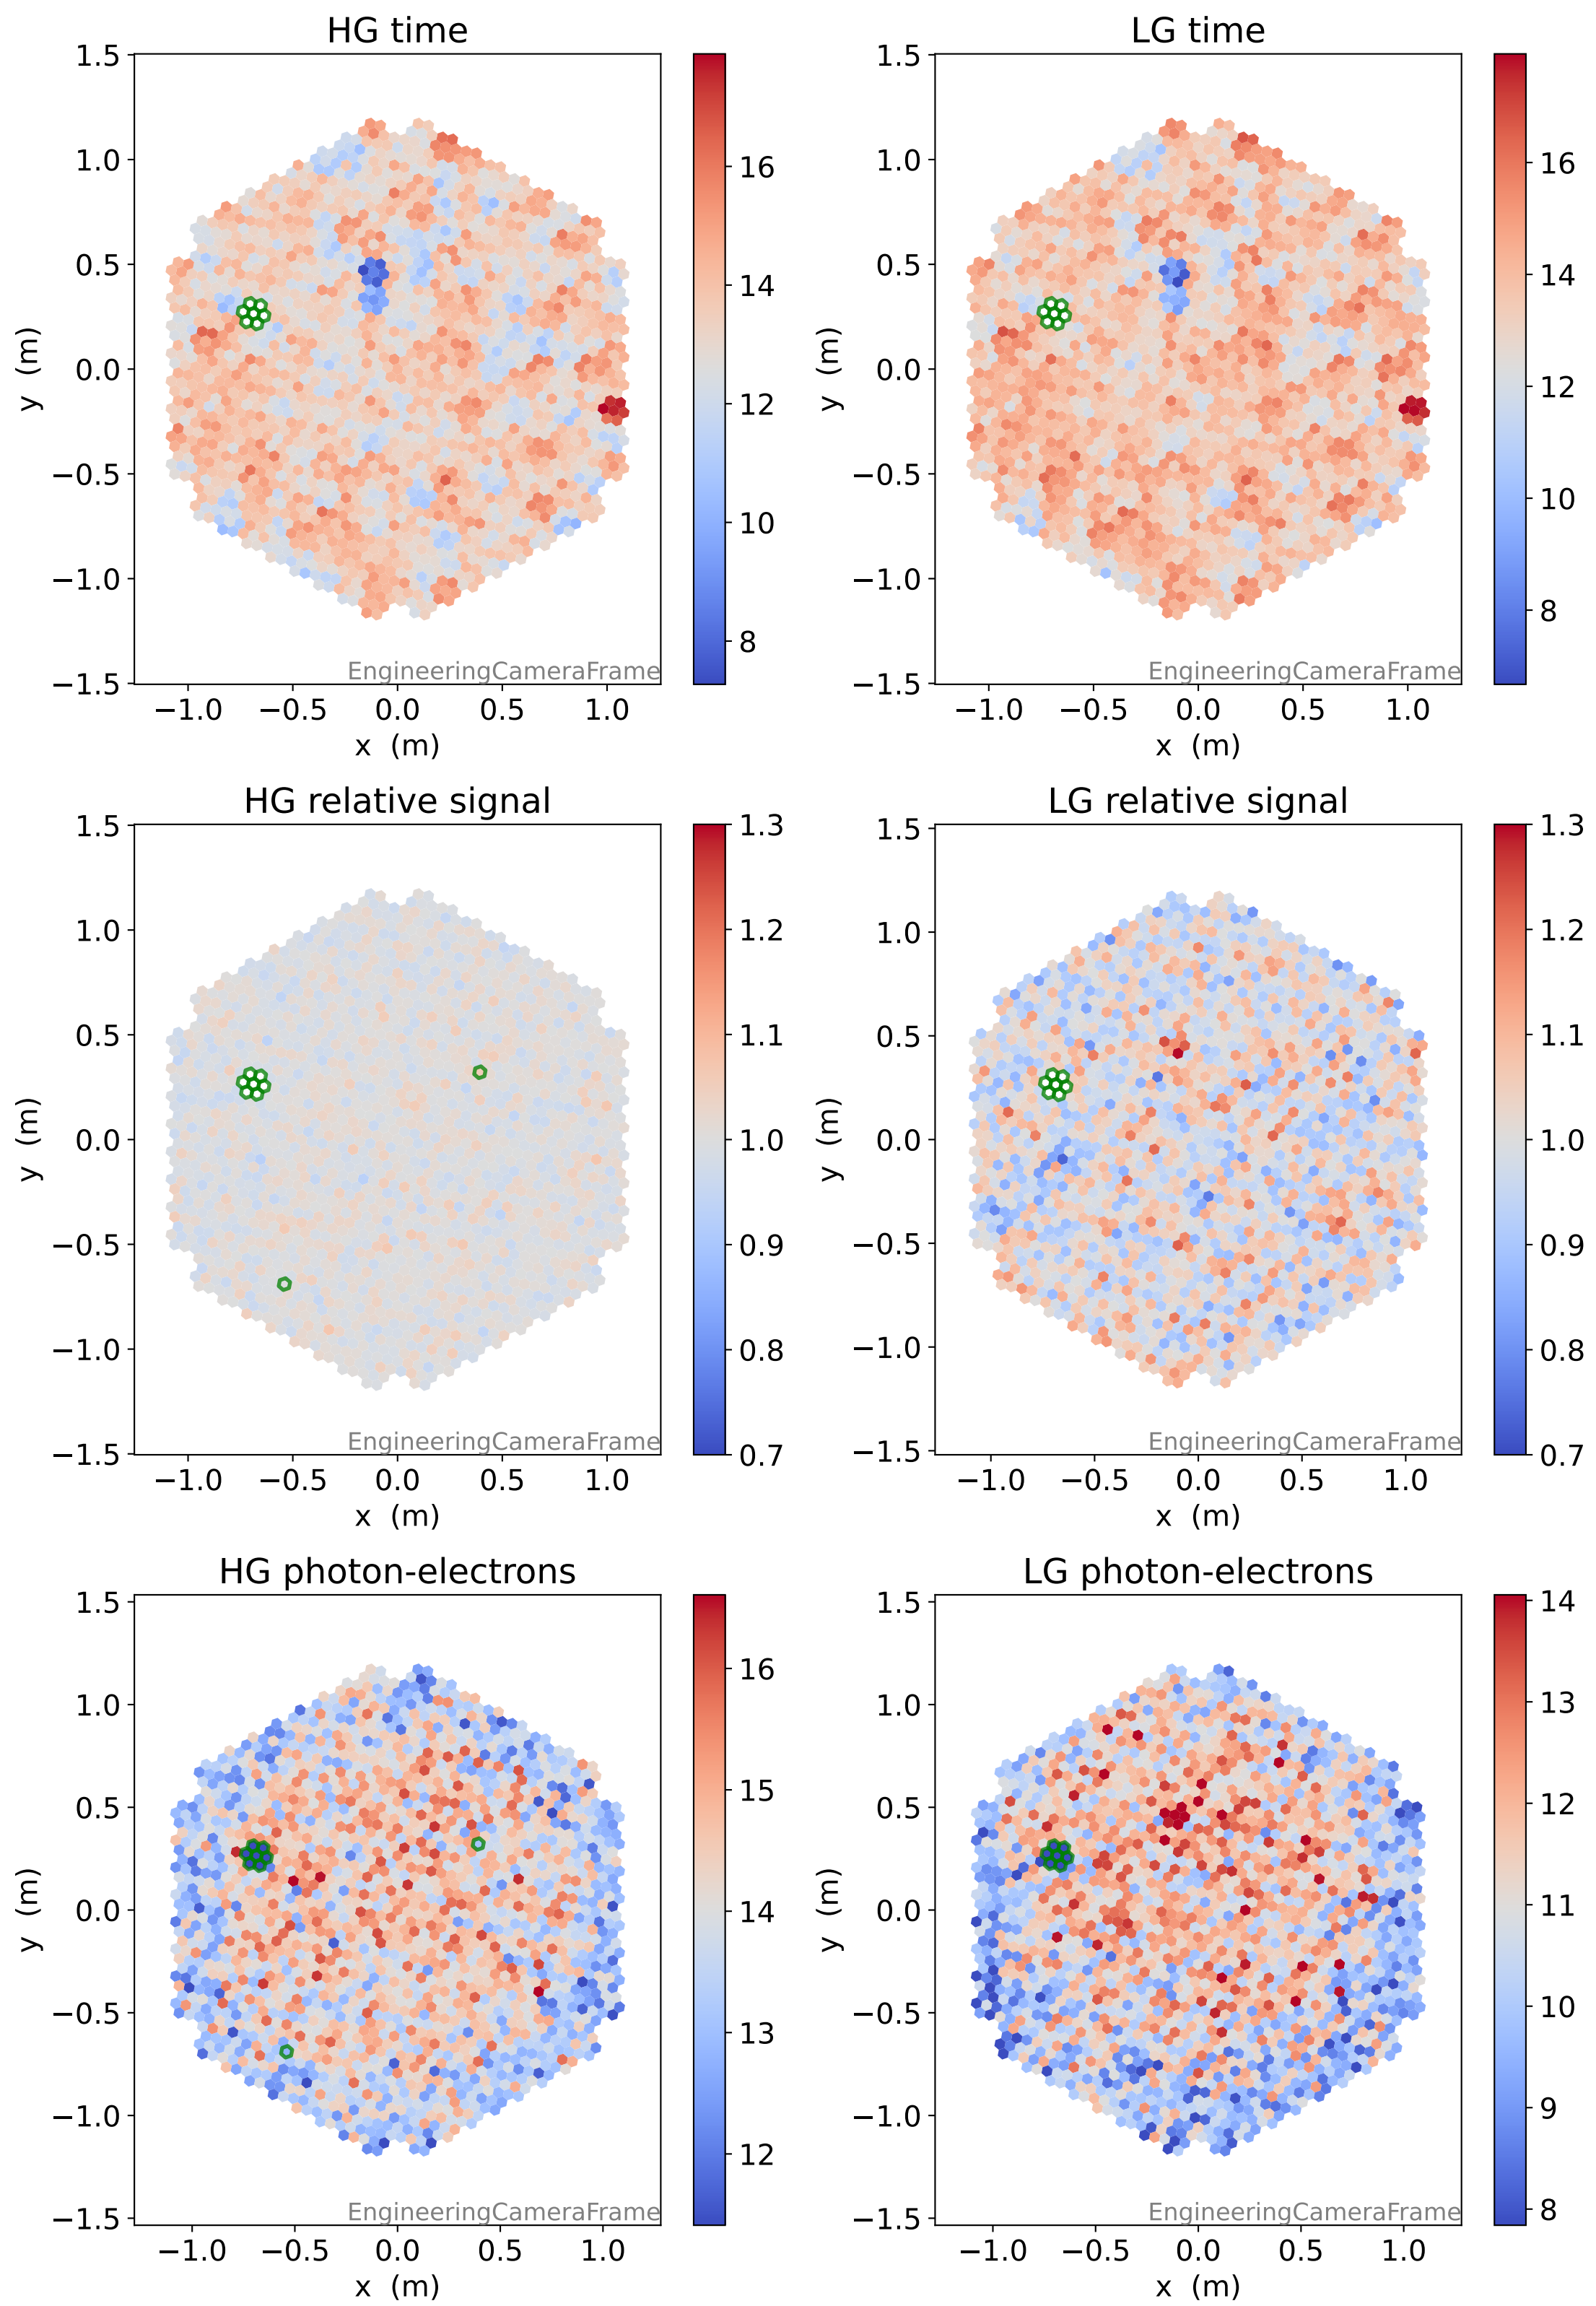 HG time
1.5
1.0
0.5
0.0
−0.5
−1.0
−1.5
y (m)
−1.0 −0.5 0.0 0.5 1.0
x (m)
EngineeringCameraFrame
16
14
12
10
8
LG time
1.5
1.0
0.5
0.0
−0.5
−1.0
−1.5
y (m)
−1.0 −0.5 0.0 0.5 1.0
x (m)
EngineeringCameraFrame
16
14
12
10
8
HG relative signal
1.5
1.0
0.5
0.0
−0.5
−1.0
−1.5
y (m)
−1.0 −0.5 0.0 0.5 1.0
x (m)
EngineeringCameraFrame
1.3
1.2
1.1
1.0
0.9
0.8
0.7
LG relative signal
1.5
1.0
0.5
0.0
−0.5
−1.0
−1.5
y (m)
−1.0 −0.5 0.0 0.5 1.0
x (m)
EngineeringCameraFrame
1.3
1.2
1.1
1.0
0.9
0.8
0.7
HG photon-electrons
1.5
1.0
0.5
0.0
−0.5
−1.0
−1.5
y (m)
−1.0 −0.5 0.0 0.5 1.0
x (m)
EngineeringCameraFrame
16
15
14
13
12
LG photon-electrons
1.5
1.0
0.5
0.0
−0.5
−1.0
−1.5
y (m)
−1.0 −0.5 0.0 0.5 1.0
x (m)
EngineeringCameraFrame
14
13
12
11
10
9
8